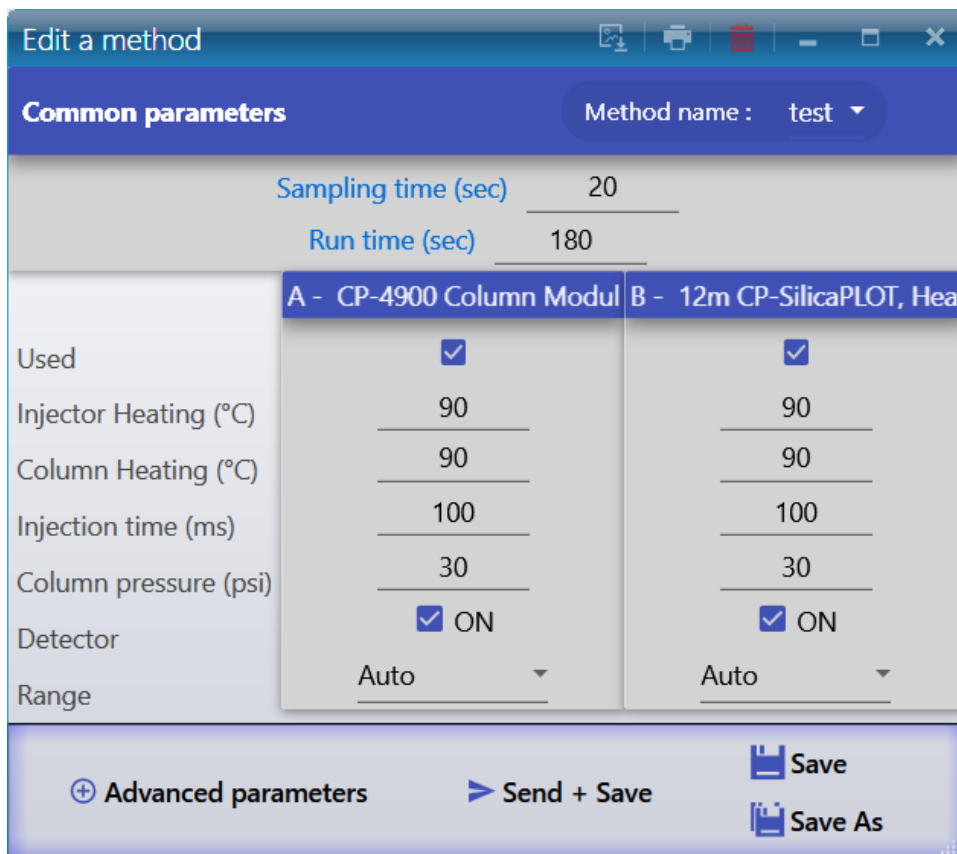 Edit a method
Common parameters Method name : test
Sampling time (sec) 20
Run time (sec) 180
A - CP-4900 Column Modul B - 12m CP-SilicaPLOT, Hea
Used
Injector Heating (°C) 90 90
Column Heating (°C) 90 90
Injection time (ms) 100 100
Column pressure (psi) 30 30
Detector ON ON
Range Auto Auto
Advanced parameters Send + Save Save
Save As